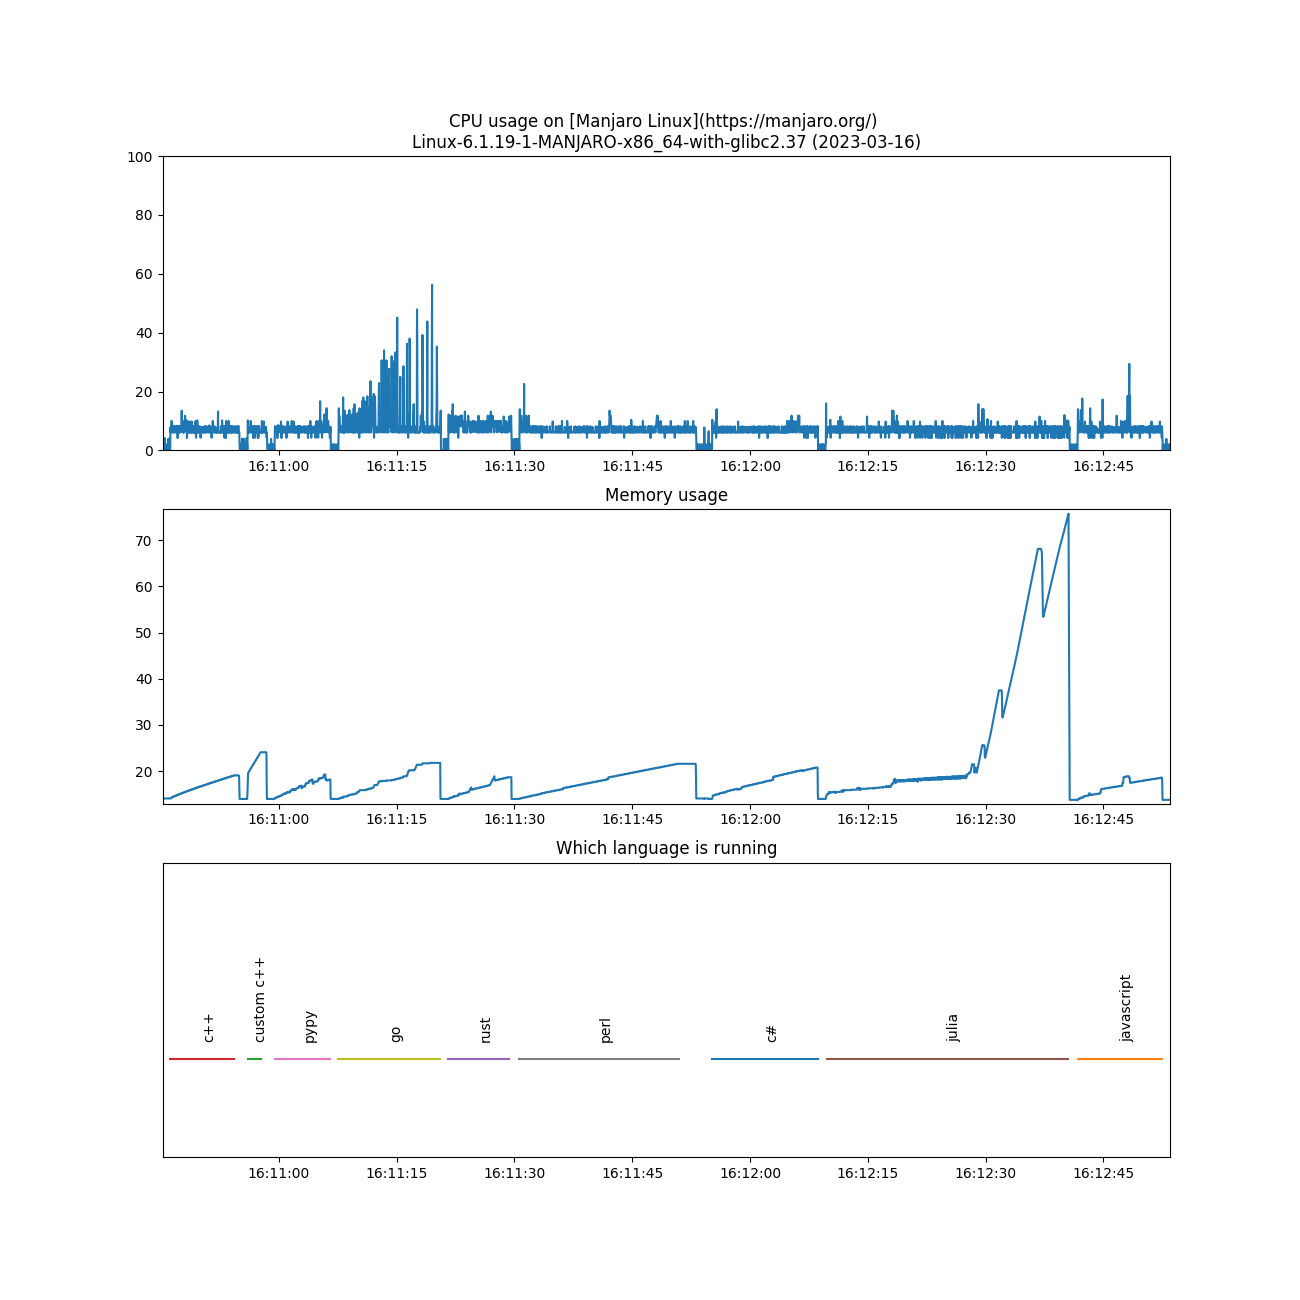 CPU usage on [Manjaro Linux](https://manjaro.org/)
Linux-6.1.19-1-MANJARO-x86_64-with-glibc2.37 (2023-03-16)
100
80
60
40
20
0
16:11:00 16:11:15 16:11:30 16:11:45 16:12:00 16:12:15 16:12:30 16:12:45
Memory usage
70
60
50
40
30
20
16:11:00 16:11:15 16:11:30 16:11:45 16:12:00 16:12:15 16:12:30 16:12:45
Which language is running
c++
custom c++
pypy
go
rust
perl
c#
julia
javascript
16:11:00 16:11:15 16:11:30 16:11:45 16:12:00 16:12:15 16:12:30 16:12:45